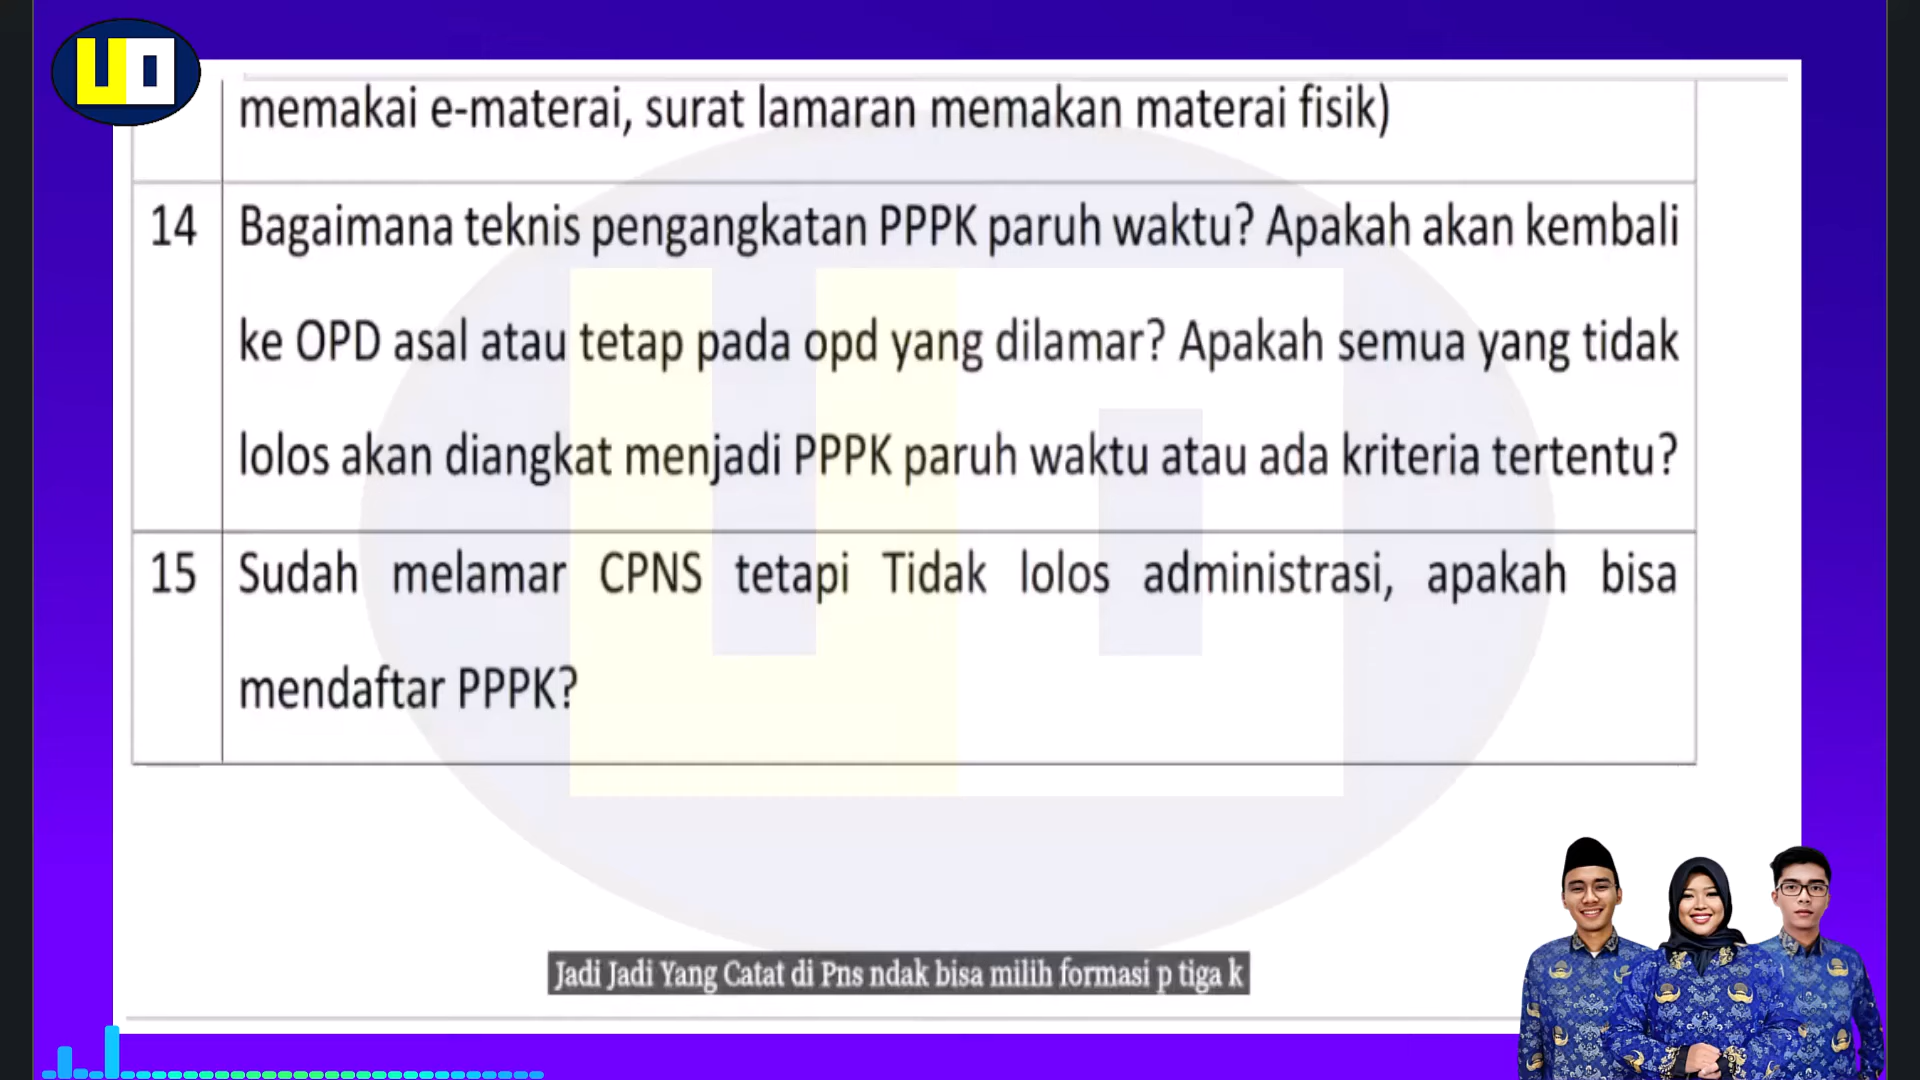 UO
memakai e-materai, surat lamaran memakan materai fisik)
14 Bagaimana teknis pengangkatan PPPK paruh waktu? Apakah akan kembali
ke OPD asal atau tetap pada opd yang dilamar? Apakah semua yang tidak
lolos akan diangkat menjadi PPPK paruh waktu atau ada kriteria tertentu?
15 Sudah melamar CPNS tetapi Tidak lolos administrasi, apakah bisa
mendaftar PPPK?
Jadi Jadi Yang Catat di Pns ndak bisa milih formasi p tiga k